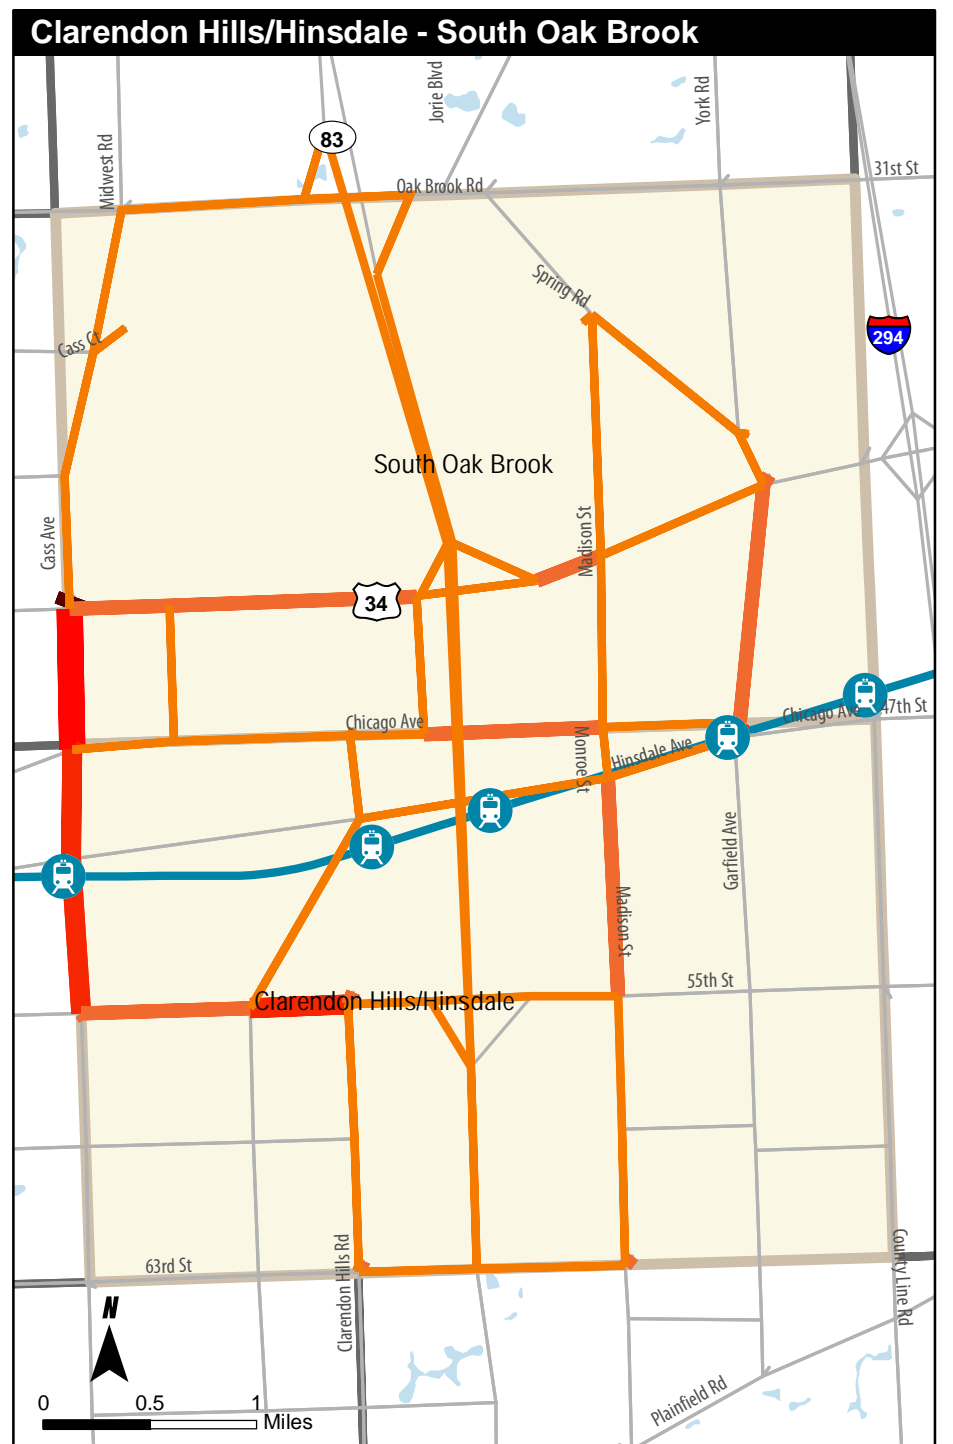 Clarendon Hills/Hinsdale - South Oak Brook
Jorie Blvd
York Rd
83
Midwest Rd
31st St
Oak Brook Rd
Spring Rd
294
Cass Ct
South Oak Brook
Cass Ave
Madison St
34
Chicago Ave
Chicago Ave
47th St
Monroe St
Hinsdale Ave
Garfield Ave
Madison St
55th St
Clarendon Hills/Hinsdale
63rd St
Clarendon Hills Rd
County Line Rd
N
0 0.5 1
Miles
Plainfield Rd